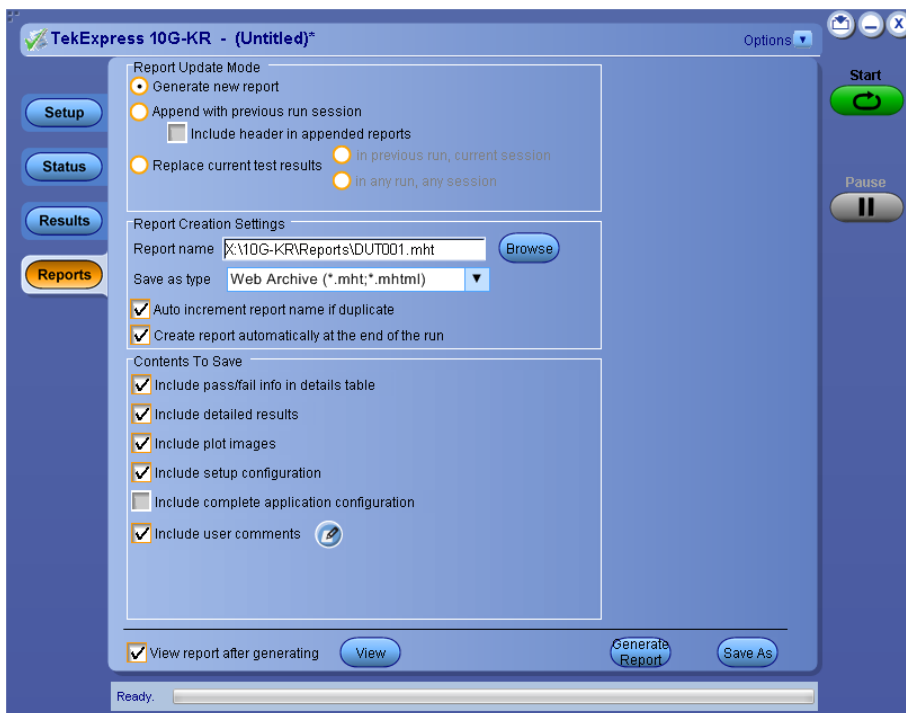 TekExpress 10G-KR - (Untitled)*
Options
Start
Pause
Setup
Status
Results
Reports
Report Update Mode
Generate new report
Append with previous run session
Include header in appended reports
Replace current test results
in previous run, current session
in any run, any session
Report Creation Settings
Report name X:\10G-KR\Reports\DUT001.mht Browse
Save as type Web Archive (*.mht;*.mhtml)
Auto increment report name if duplicate
Create report automatically at the end of the run
Contents To Save
Include pass/fail info in details table
Include detailed results
Include plot images
Include setup configuration
Include complete application configuration
Include user comments
View report after generating View
Generate
Report
Save As
Ready.